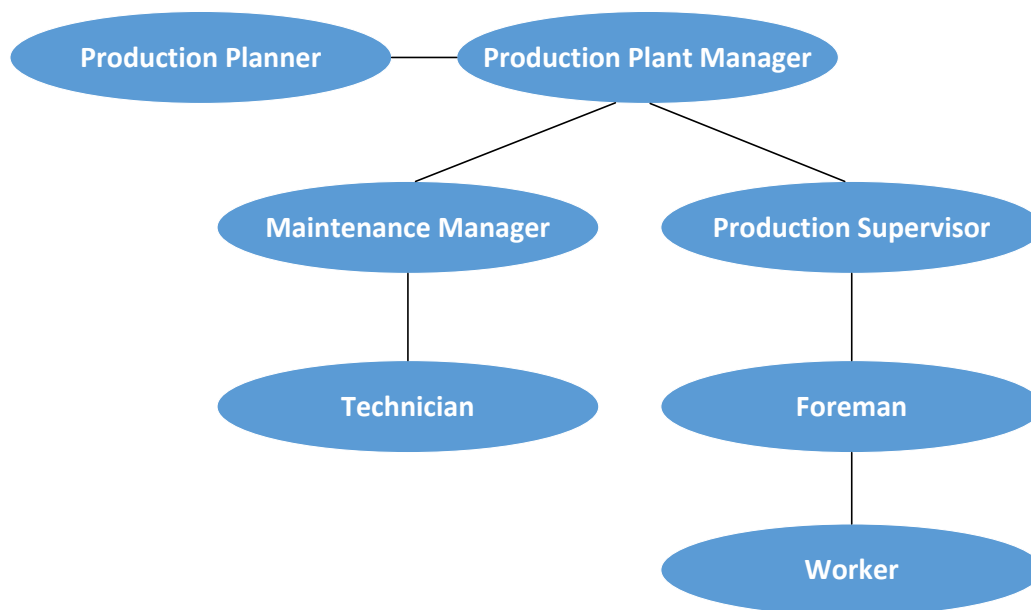 Production Planner
Production Plant Manager
Maintenance Manager
Production Supervisor
Technician
Foreman
Worker